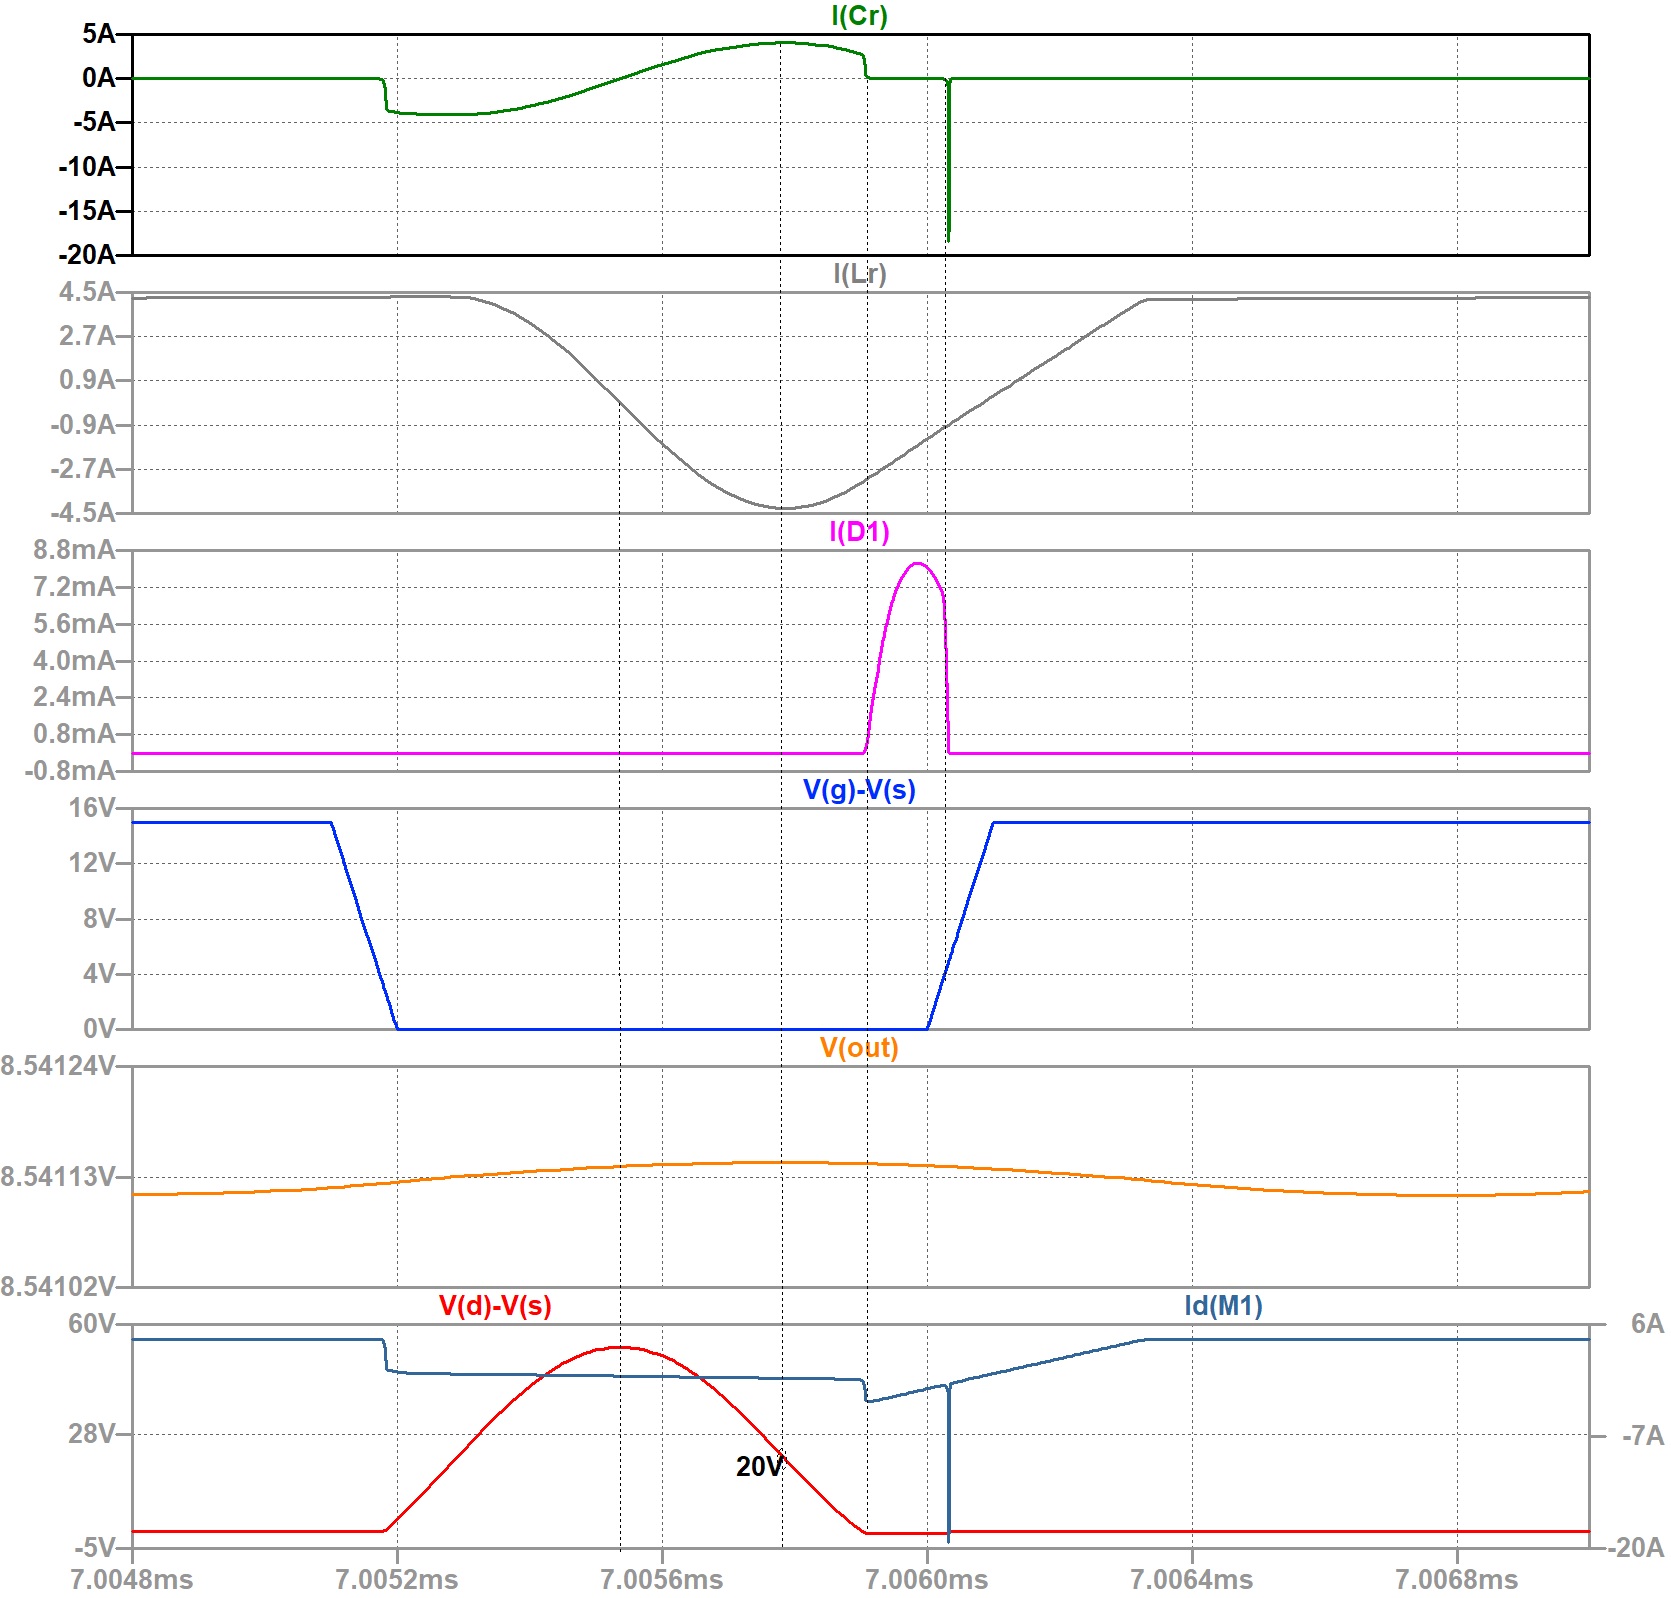 I(Cr)
5A
0A
-5A
-10A
-15A
-20A
I(Lr)
4.5A
2.7A
0.9A
-0.9A
-2.7A
-4.5A
I(D1)
8.8mA
7.2mA
5.6mA
4.0mA
2.4mA
0.8mA
-0.8mA
V(g)-V(s)
16V
12V
8V
4V
0V
V(out)
8.54124V
8.54113V
8.54102V
V(d)-V(s) Id(M1)
60V 6A
28V -7A
20V
-5V -20A
7.0048ms 7.0052ms 7.0056ms 7.0060ms 7.0064ms 7.0068ms